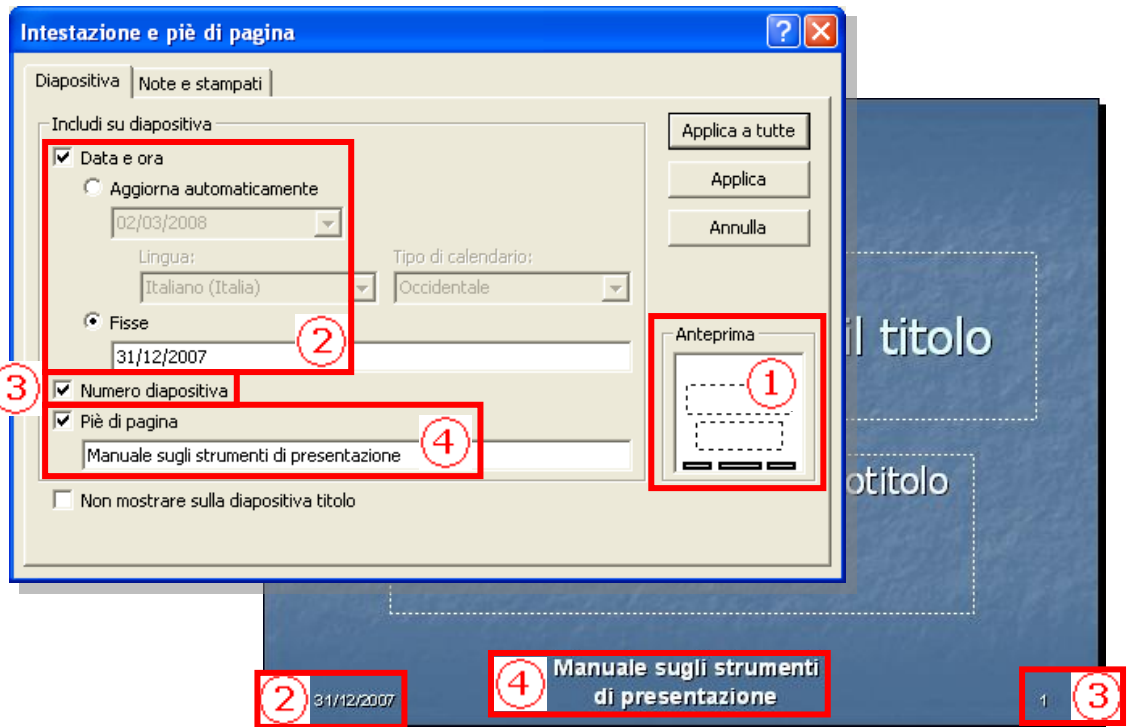 Intestazione e piè di pagina
Diapositiva Note e stampati
Includi su diapositiva
Data e ora
Aggiorna automaticamente
02/03/2008
Lingua: Tipo di calendario:
Italiano (Italia) Occidentale
Fisse
2
31/12/2007
3 Numero diapositiva
Piè di pagina
4
Manuale sugli strumenti di presentazione
Non mostrare sulla diapositiva titolo
Applica a tutte
Applica
Annulla
Anteprima
1
il titolo
otitolo
2 31/12/2007
4 Manuale sugli strumenti
di presentazione
1 3